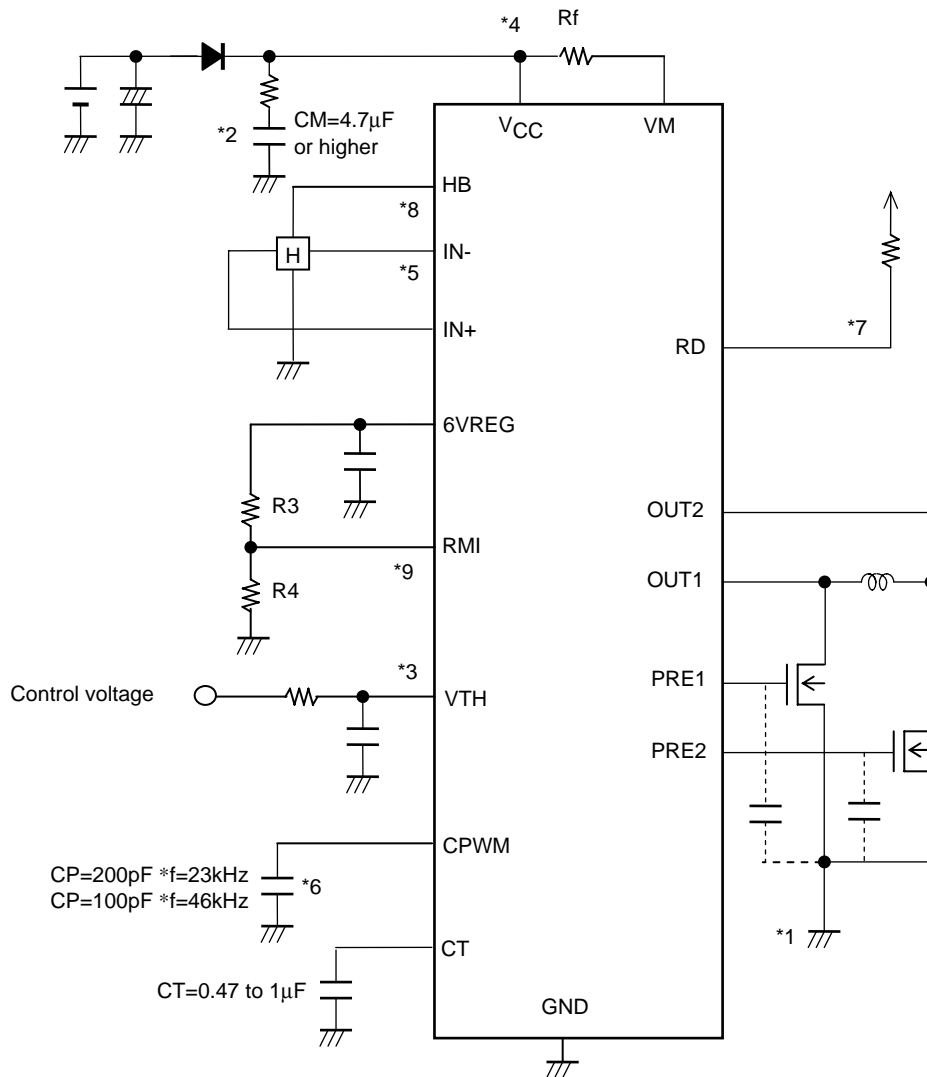 *4 Rf
V_CC VM
*2 CM=4.7μF
or higher
HB
*8
H IN-
*5
IN+
*7
RD
6VREG
R3
OUT2
RMI
*9
R4
OUT1
*3
PRE1
Control voltage
VTH
PRE2
CPWM
CP=200pF *f=23kHz
CP=100pF *f=46kHz
*6
*1
CT
CT=0.47 to 1μF
GND